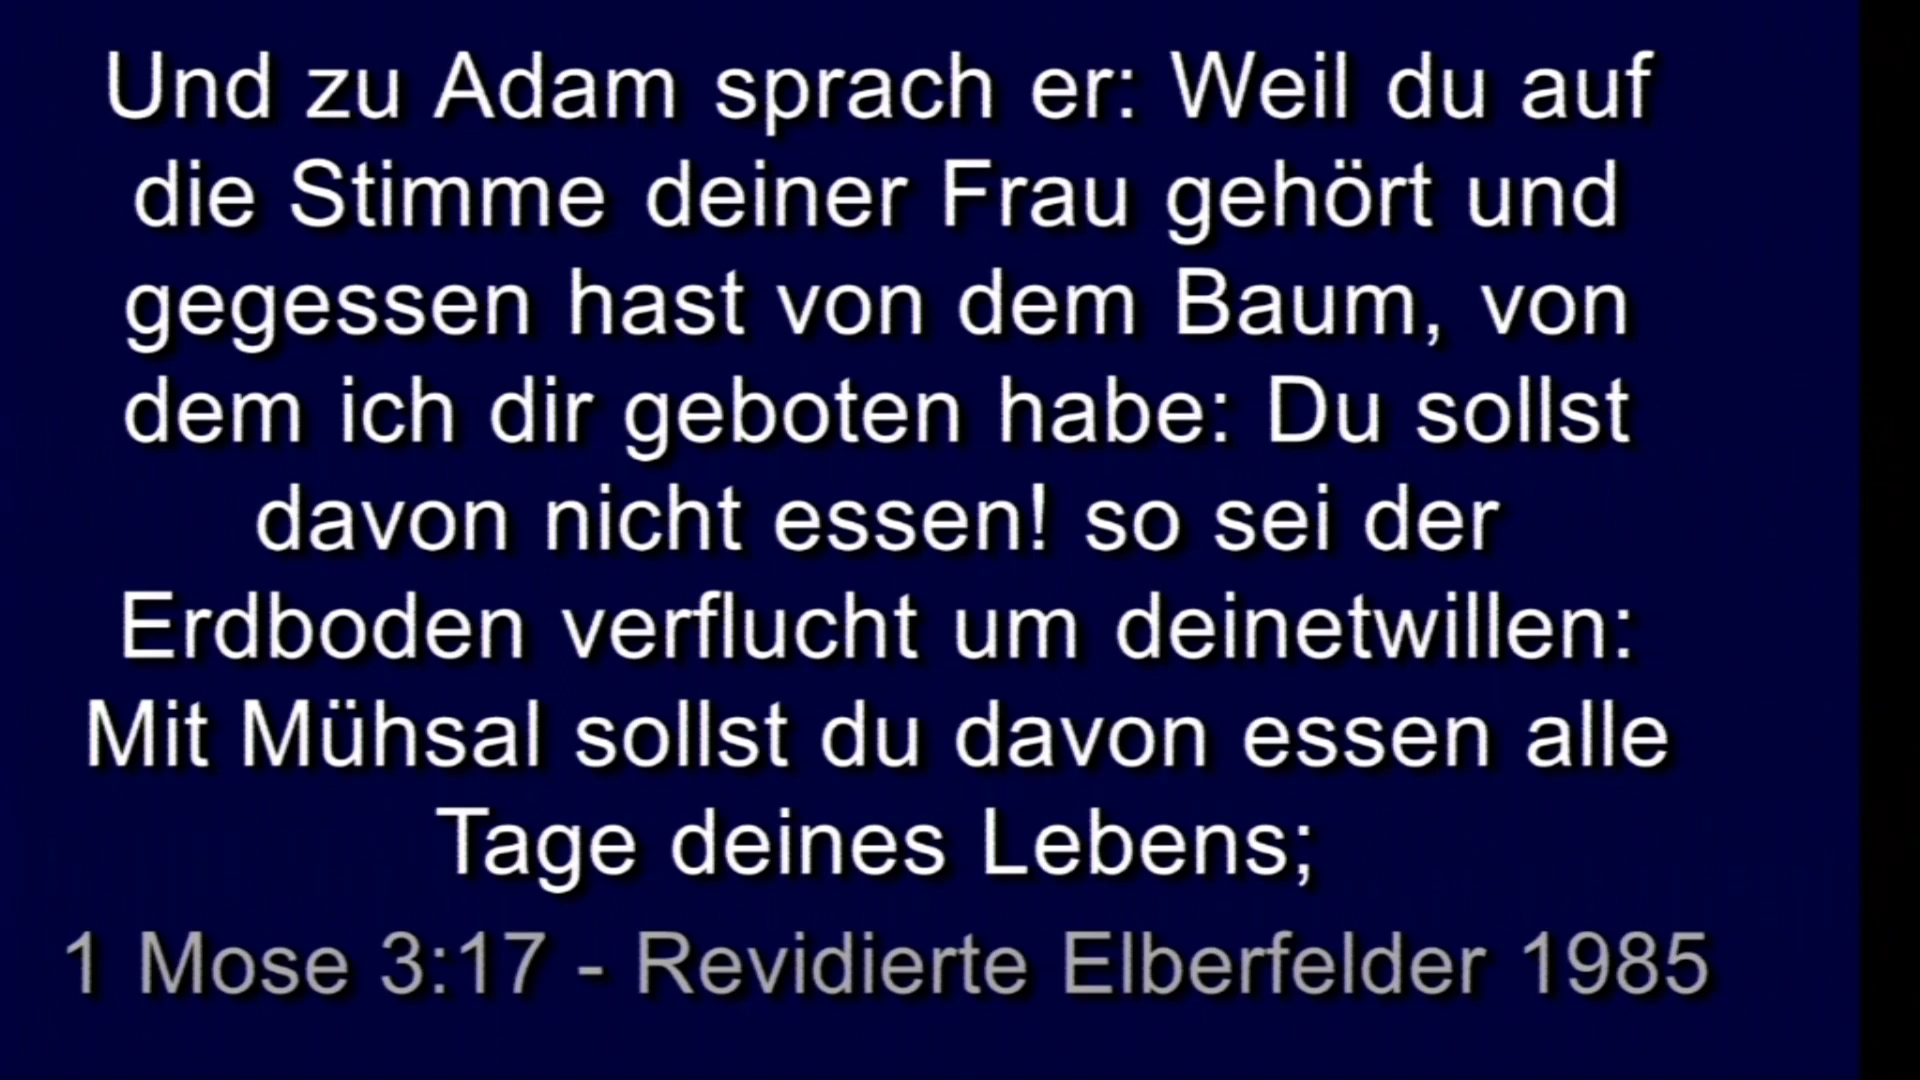 Und zu Adam sprach er: Weil du auf
die Stimme deiner Frau gehört und
gegessen hast von dem Baum, von
dem ich dir geboten habe: Du sollst
davon nicht essen! so sei der
Erdboden verflucht um deinetwillen:
Mit Mühsal sollst du davon essen alle
Tage deines Lebens;
1 Mose 3:17 - Revidierte Elberfelder 1985